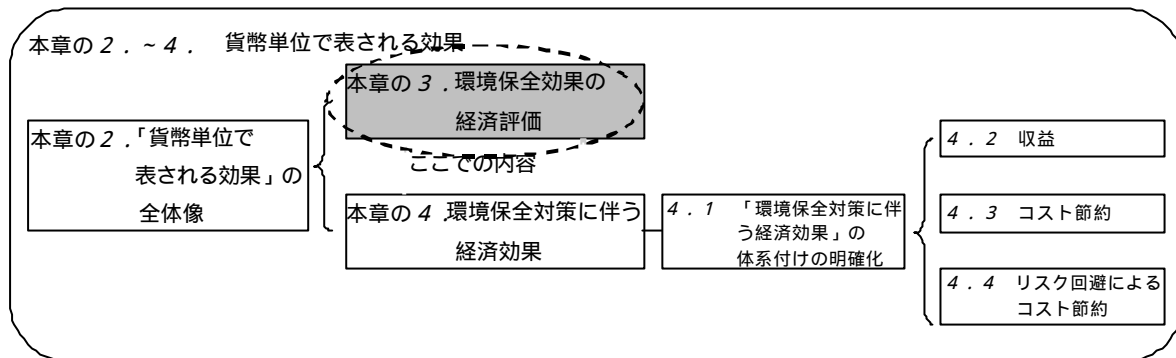 本章の2．~4． 貨幣単位で表される効果
本章の3．環境保全効果の
経済評価
ここでの内容
本章の2．「貨幣単位で
表される効果」の
全体像
本章の4．環境保全対策に伴う
経済効果
4．1 「環境保全対策に伴
う経済効果」の
体系付けの明確化
4．2 収益
4．3 コスト節約
4．4 リスク回避による
コスト節約